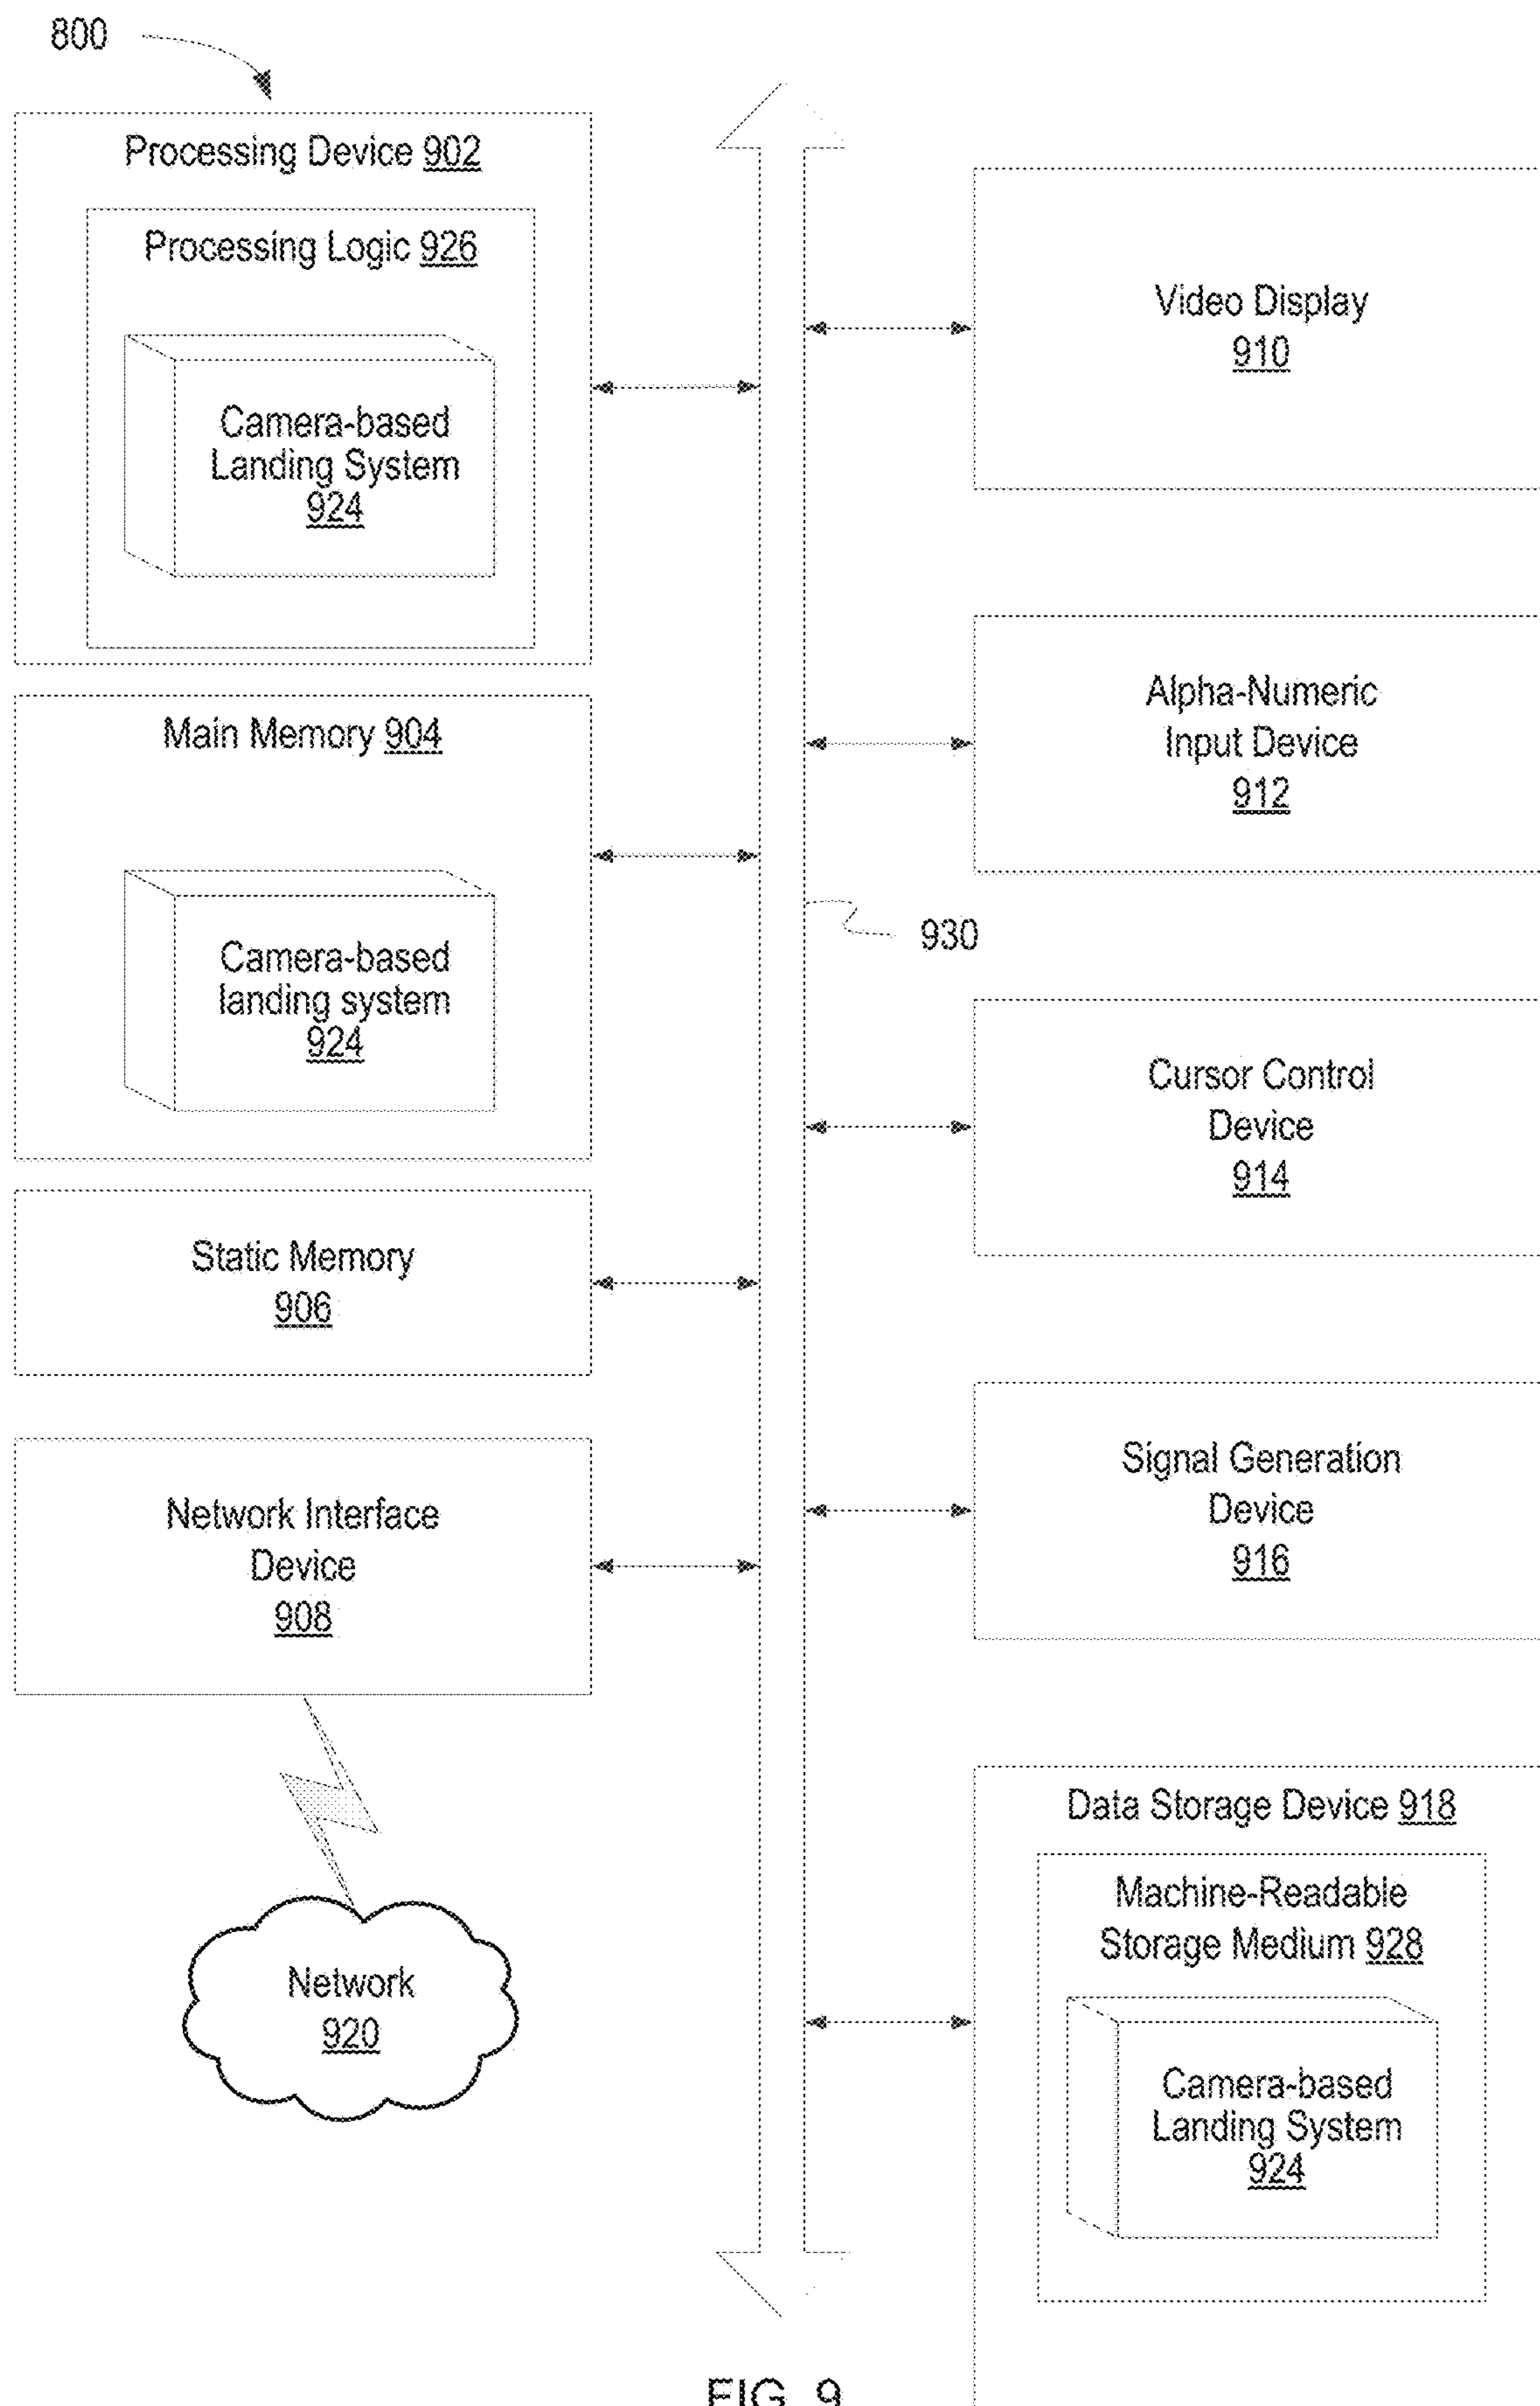 800
Processing Device 902
Processing Logic 926
Camera-based
Landing System
924
Main Memory 904
Camera-based
landing system
924
Static Memory
906
Network Interface
Device
908
Network
920
Video Display
910
Alpha-Numeric
Input Device
912
930
Cursor Control
Device
914
Signal Generation
Device
916
Data Storage Device 918
Machine-Readable
Storage Medium 928
Camera-based
Landing System
924
FIG. 9